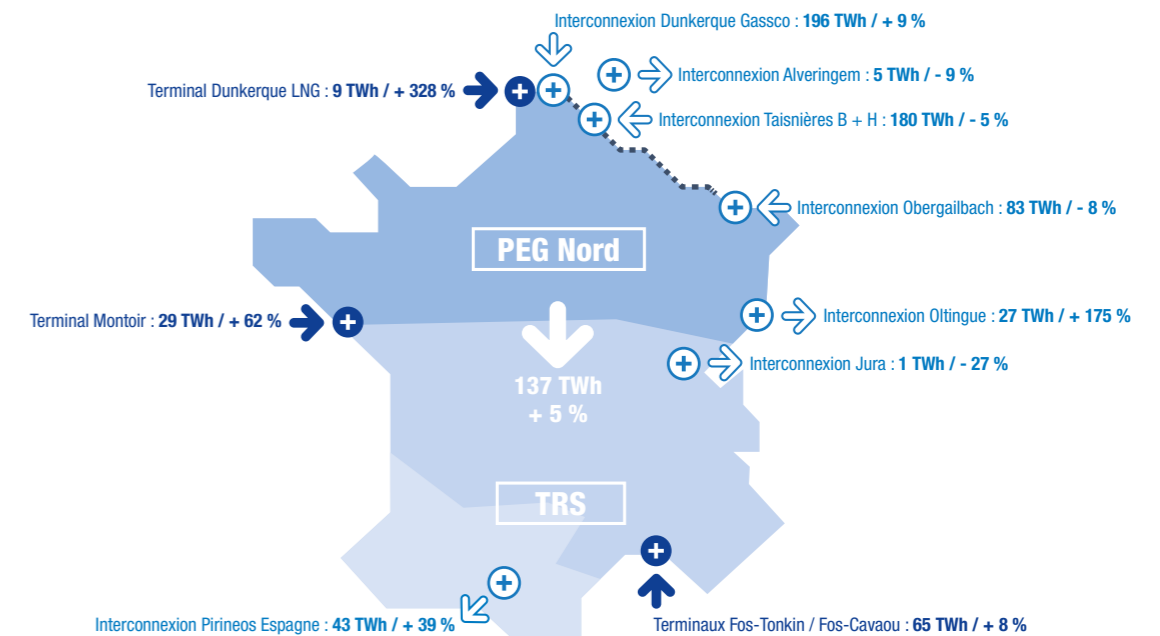 Interconnexion Dunkerque Gassco : 196 TWh / + 9 %
Interconnexion Alveringem : 5 TWh / - 9 %
Terminal Dunkerque LNG : 9 TWh / + 328 %
Interconnexion Taisnières B + H : 180 TWh / - 5 %
Interconnexion Obergailbach : 83 TWh / - 8 %
PEG Nord
Terminal Montoir : 29 TWh / + 62 %
Interconnexion Oltingue : 27 TWh / + 175 %
Interconnexion Jura : 1 TWh / - 27 %
137 TWh
+ 5 %
TRS
Interconnexion Pirineos Espagne : 43 TWh / + 39 %
Terminaux Fos-Tonkin / Fos-Cavaou : 65 TWh / + 8 %